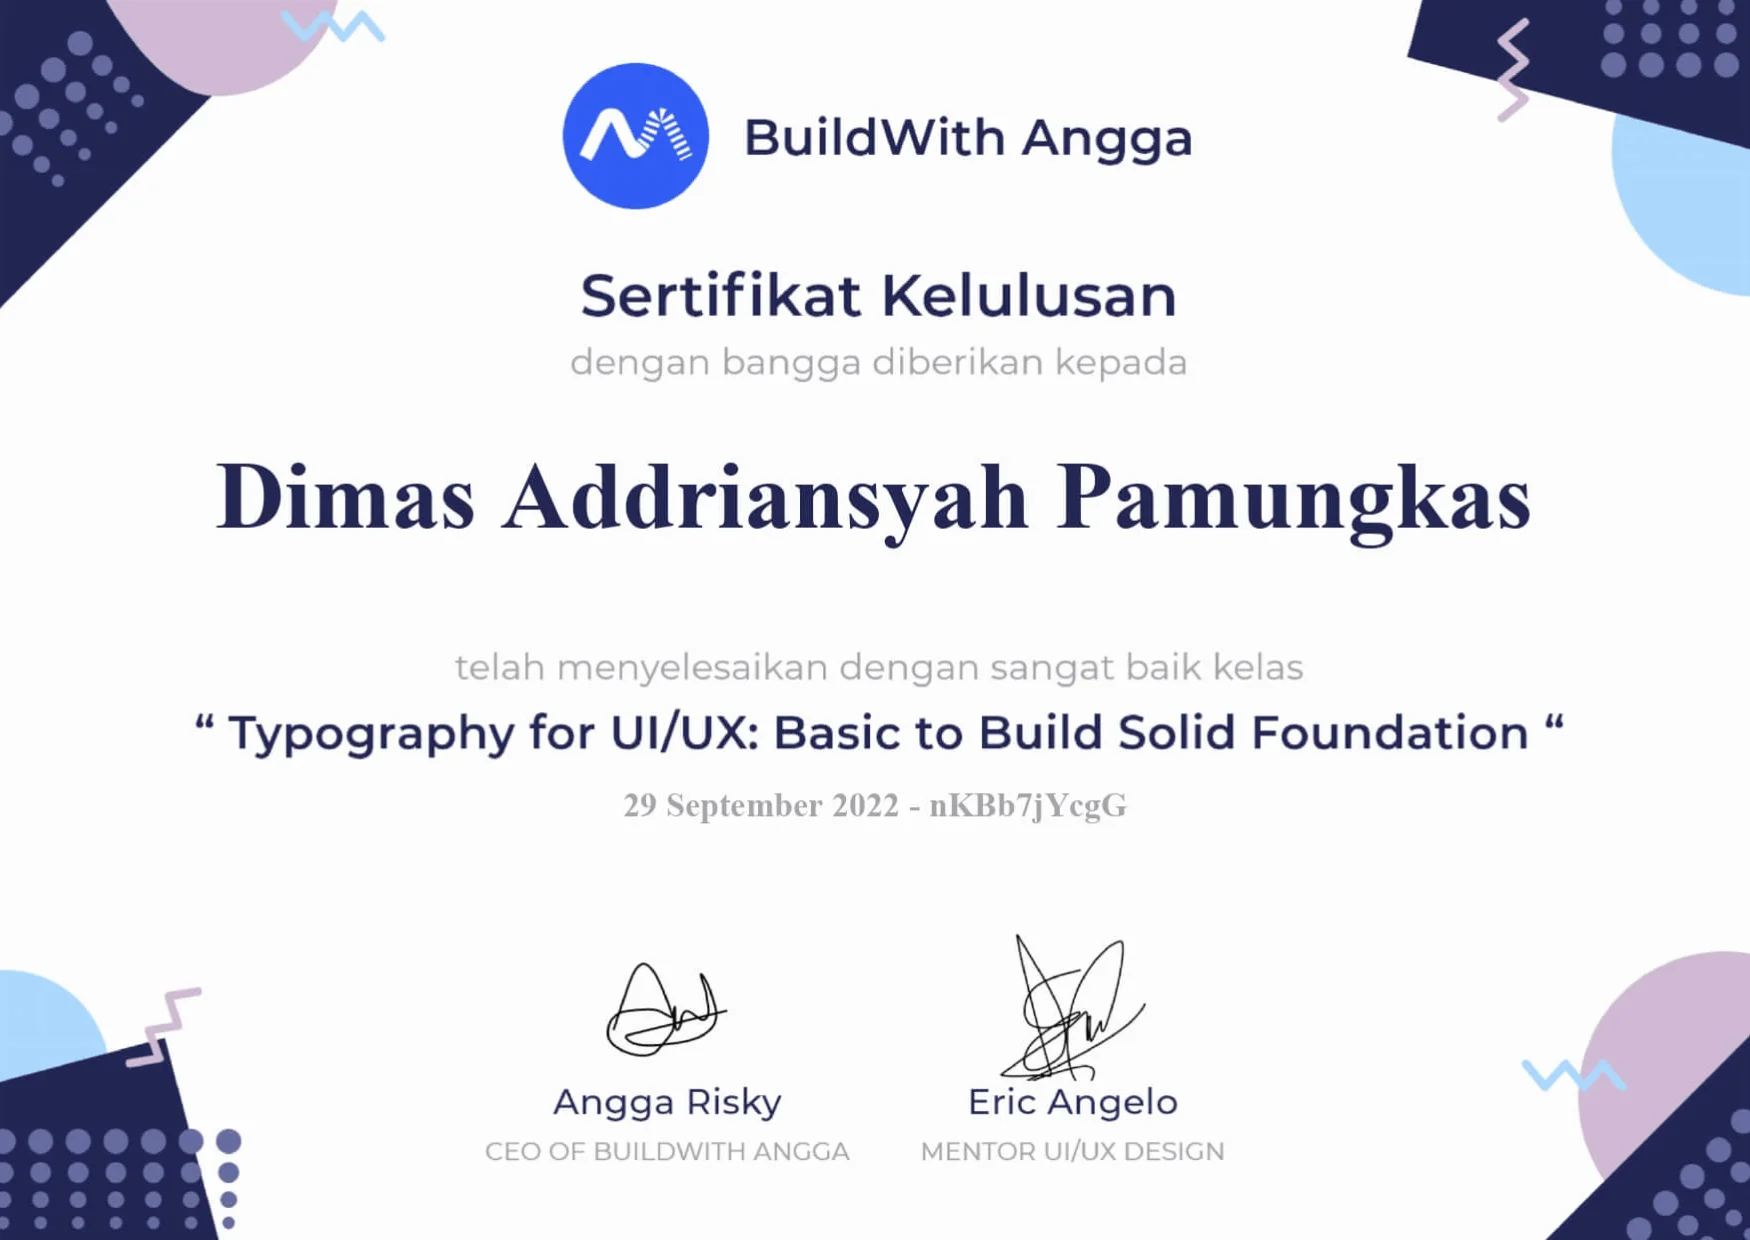 BuildWith Angga
Sertifikat Kelulusan
dengan bangga diberikan kepada
Dimas Addriansyah Pamungkas
telah menyelesaikan dengan sangat baik kelas
“ Typography for UI/UX: Basic to Build Solid Foundation “
29 September 2022 - nKBb7jYcgG
Angga Risky
CEO OF BUILDWITH ANGGA
Eric Angelo
MENTOR UI/UX DESIGN